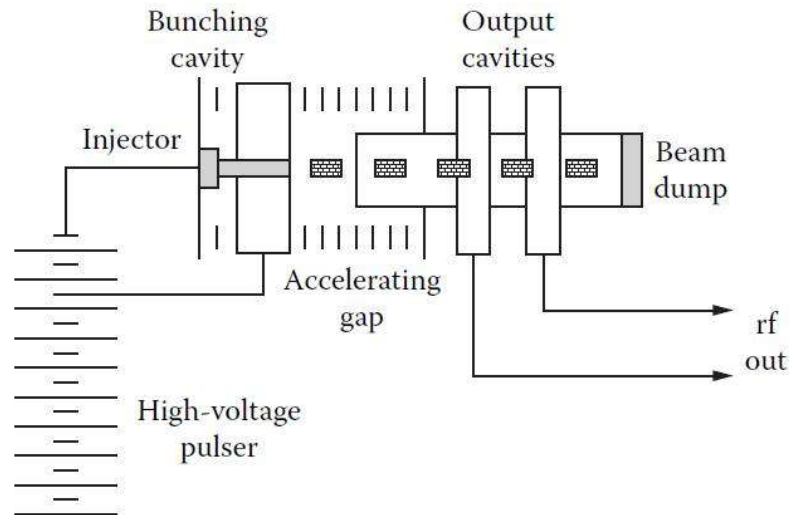 Bunching
cavity
Output
cavities
Injector
Beam
dump
Accelerating
gap
rf
out
High-voltage
pulser